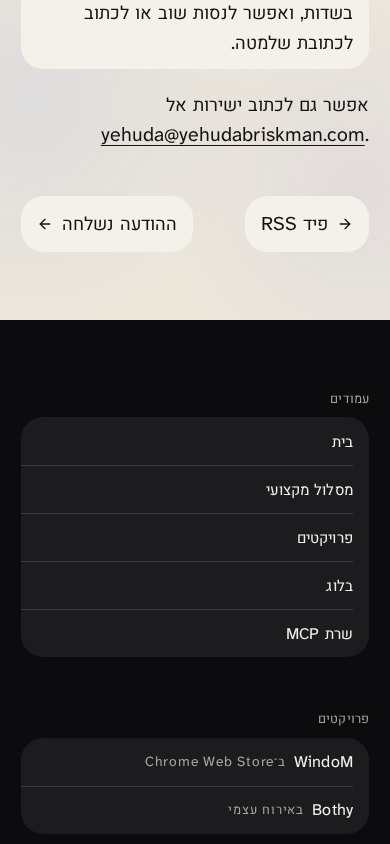 בשדות, ואפשר לנסות שוב או לכתוב
לכתובת שלמטה.
אפשר גם לכתוב ישירות אל
yehuda@yehudabriskman.com.
→ פיד RSS
ההודעה נשלחה ←
עמודים
בית
מסלול מקצועי
פרויקטים
בלוג
שרת MCP
פרויקטים
WindoM ב־Chrome Web Store
Bothy באירוח עצמי